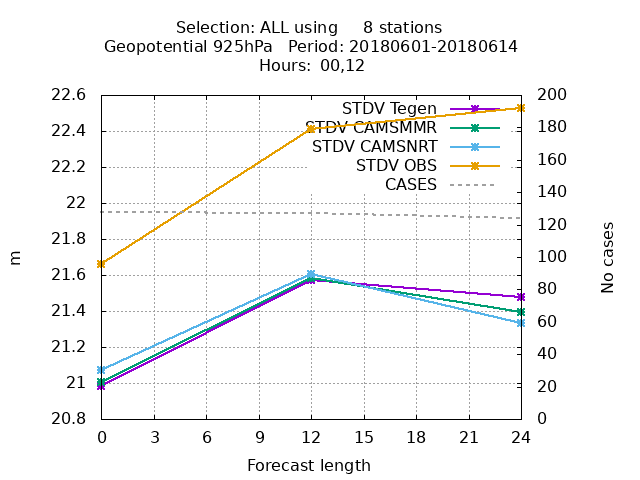 Selection: ALL using     8 stations
Geopotential 925hPa   Period: 20180601-20180614
Hours:  00,12
22.6
22.4
22.2
22
21.8
21.6
21.4
21.2
21
20.8
m
STDV Tegen
STDV CAMSMMR
STDV CAMSNRT
STDV OBS
CASES
200
180
160
140
120
100
80
60
40
20
0
No cases
0 3 6 9 12 15 18 21 24
Forecast length